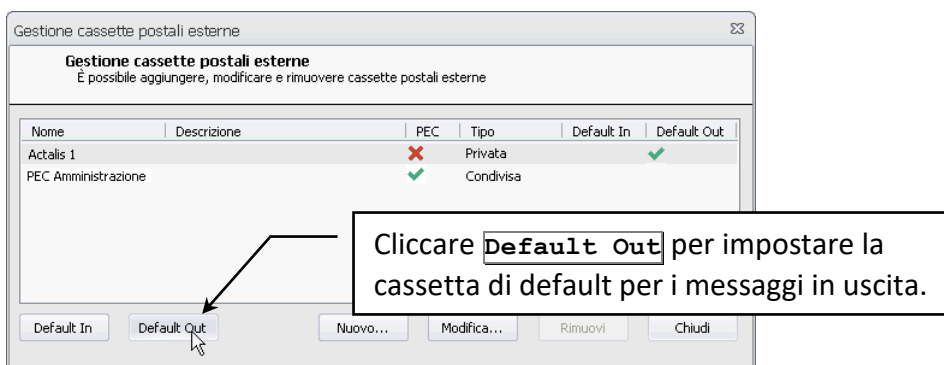 Gestione cassette postali esterne
Gestione cassette postali esterne
È possibile aggiungere, modificare e rimuovere cassette postali esterne
Nome Descrizione PEC Tipo Default In Default Out
Actalis 1 Privata
PEC Amministrazione Condivisa
Cliccare Default Out per impostare la
cassetta di default per i messaggi in uscita.
Default In Default Out Nuovo... Modifica... Rimuovi Chiudi